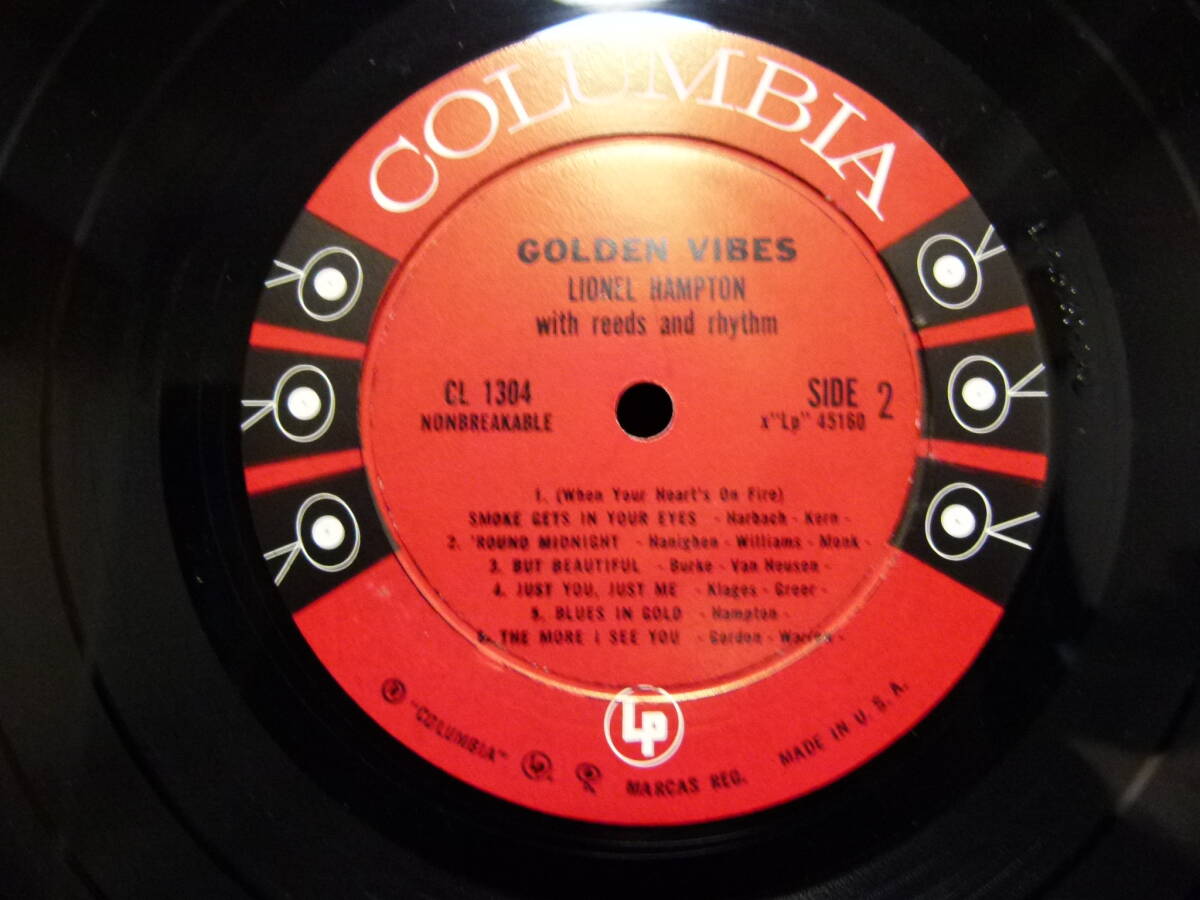 COLUMBIA
GOLDEN VIBES
LIONEL HAMPTON
with reeds and rhythm
CL 1304
NONBREAKABLE
SIDE 2
x"Lp" 45160
1. (When Your Heart's On Fire)
SMOKE GETS IN YOUR EYES - Harbach - Kern -
2. 'ROUND MIDNIGHT - Hanighen - Williams - Monk -
3. BUT BEAUTIFUL - Burke - Van Heusen -
4. JUST YOU, JUST ME - Klages - Greer -
5. BLUES IN GOLD - Hampton -
6. THE MORE I SEE YOU - Gordon - Warren -
Lp
"COLUMBIA" Lp MARCAS REG. MADE IN U.S.A.